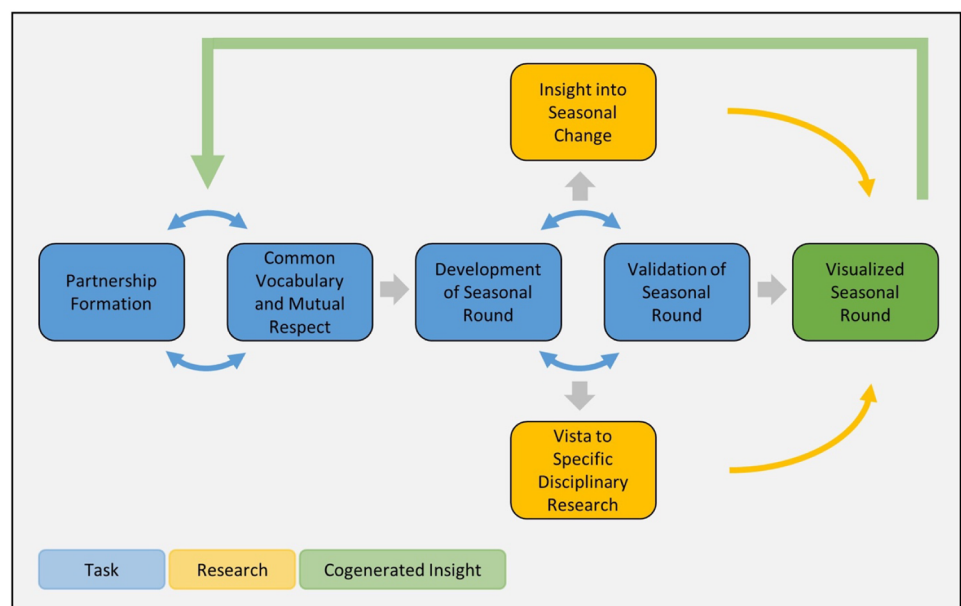 Insight into
Seasonal
Change
Partnership
Formation
Common
Vocabulary
and Mutual
Respect
Development
of Seasonal
Round
Validation of
Seasonal
Round
Visualized
Seasonal
Round
Vista to
Specific
Disciplinary
Research
Task
Research
Cogenerated Insight